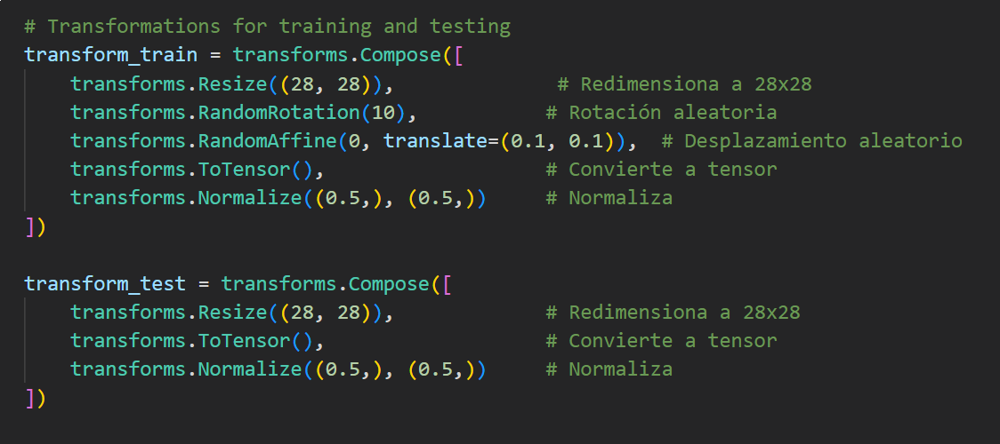 # Transformations for training and testing
transform_train = transforms.Compose([
    transforms.Resize((28, 28)),              # Redimensiona a 28x28
    transforms.RandomRotation(10),           # Rotación aleatoria
    transforms.RandomAffine(0, translate=(0.1, 0.1)),  # Desplazamiento aleatorio
    transforms.ToTensor(),                   # Convierte a tensor
    transforms.Normalize((0.5,), (0.5,))     # Normaliza
])

transform_test = transforms.Compose([
    transforms.Resize((28, 28)),             # Redimensiona a 28x28
    transforms.ToTensor(),                   # Convierte a tensor
    transforms.Normalize((0.5,), (0.5,))     # Normaliza
])